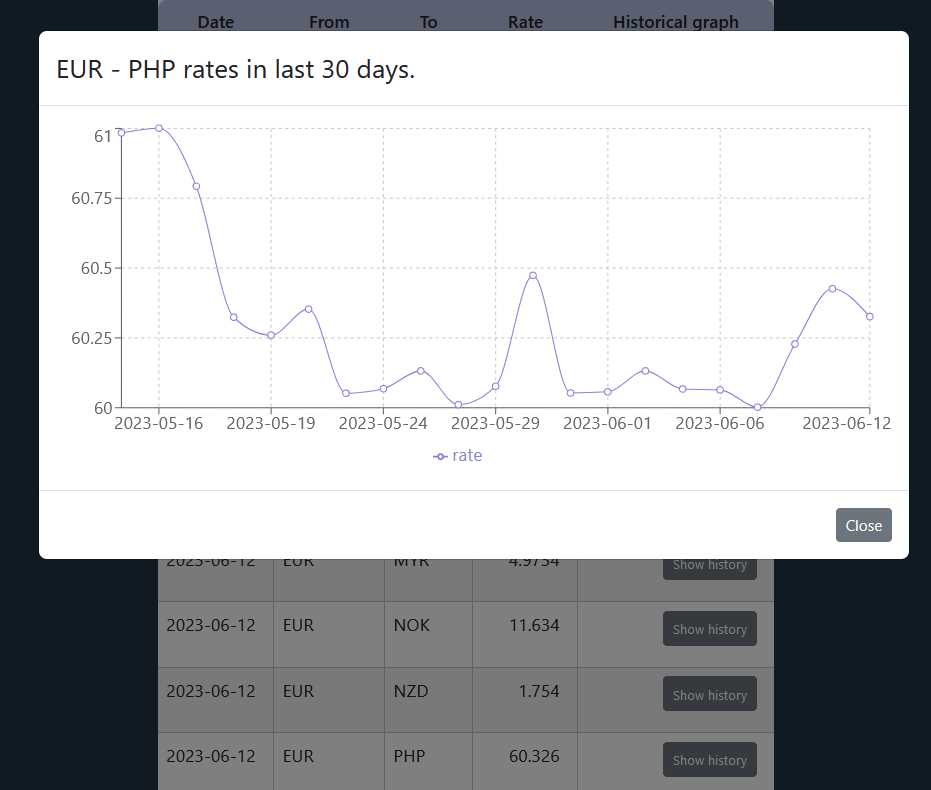 Date From To Rate Historical graph
EUR - PHP rates in last 30 days.
61
60.75
60.5
60.25
60
2023-05-16 2023-05-19 2023-05-24 2023-05-29 2023-06-01 2023-06-06 2023-06-12
rate
Close
2023-06-12 EUR MYR 4.9754 Show history
2023-06-12 EUR NOK 11.634 Show history
2023-06-12 EUR NZD 1.754 Show history
2023-06-12 EUR PHP 60.326 Show history